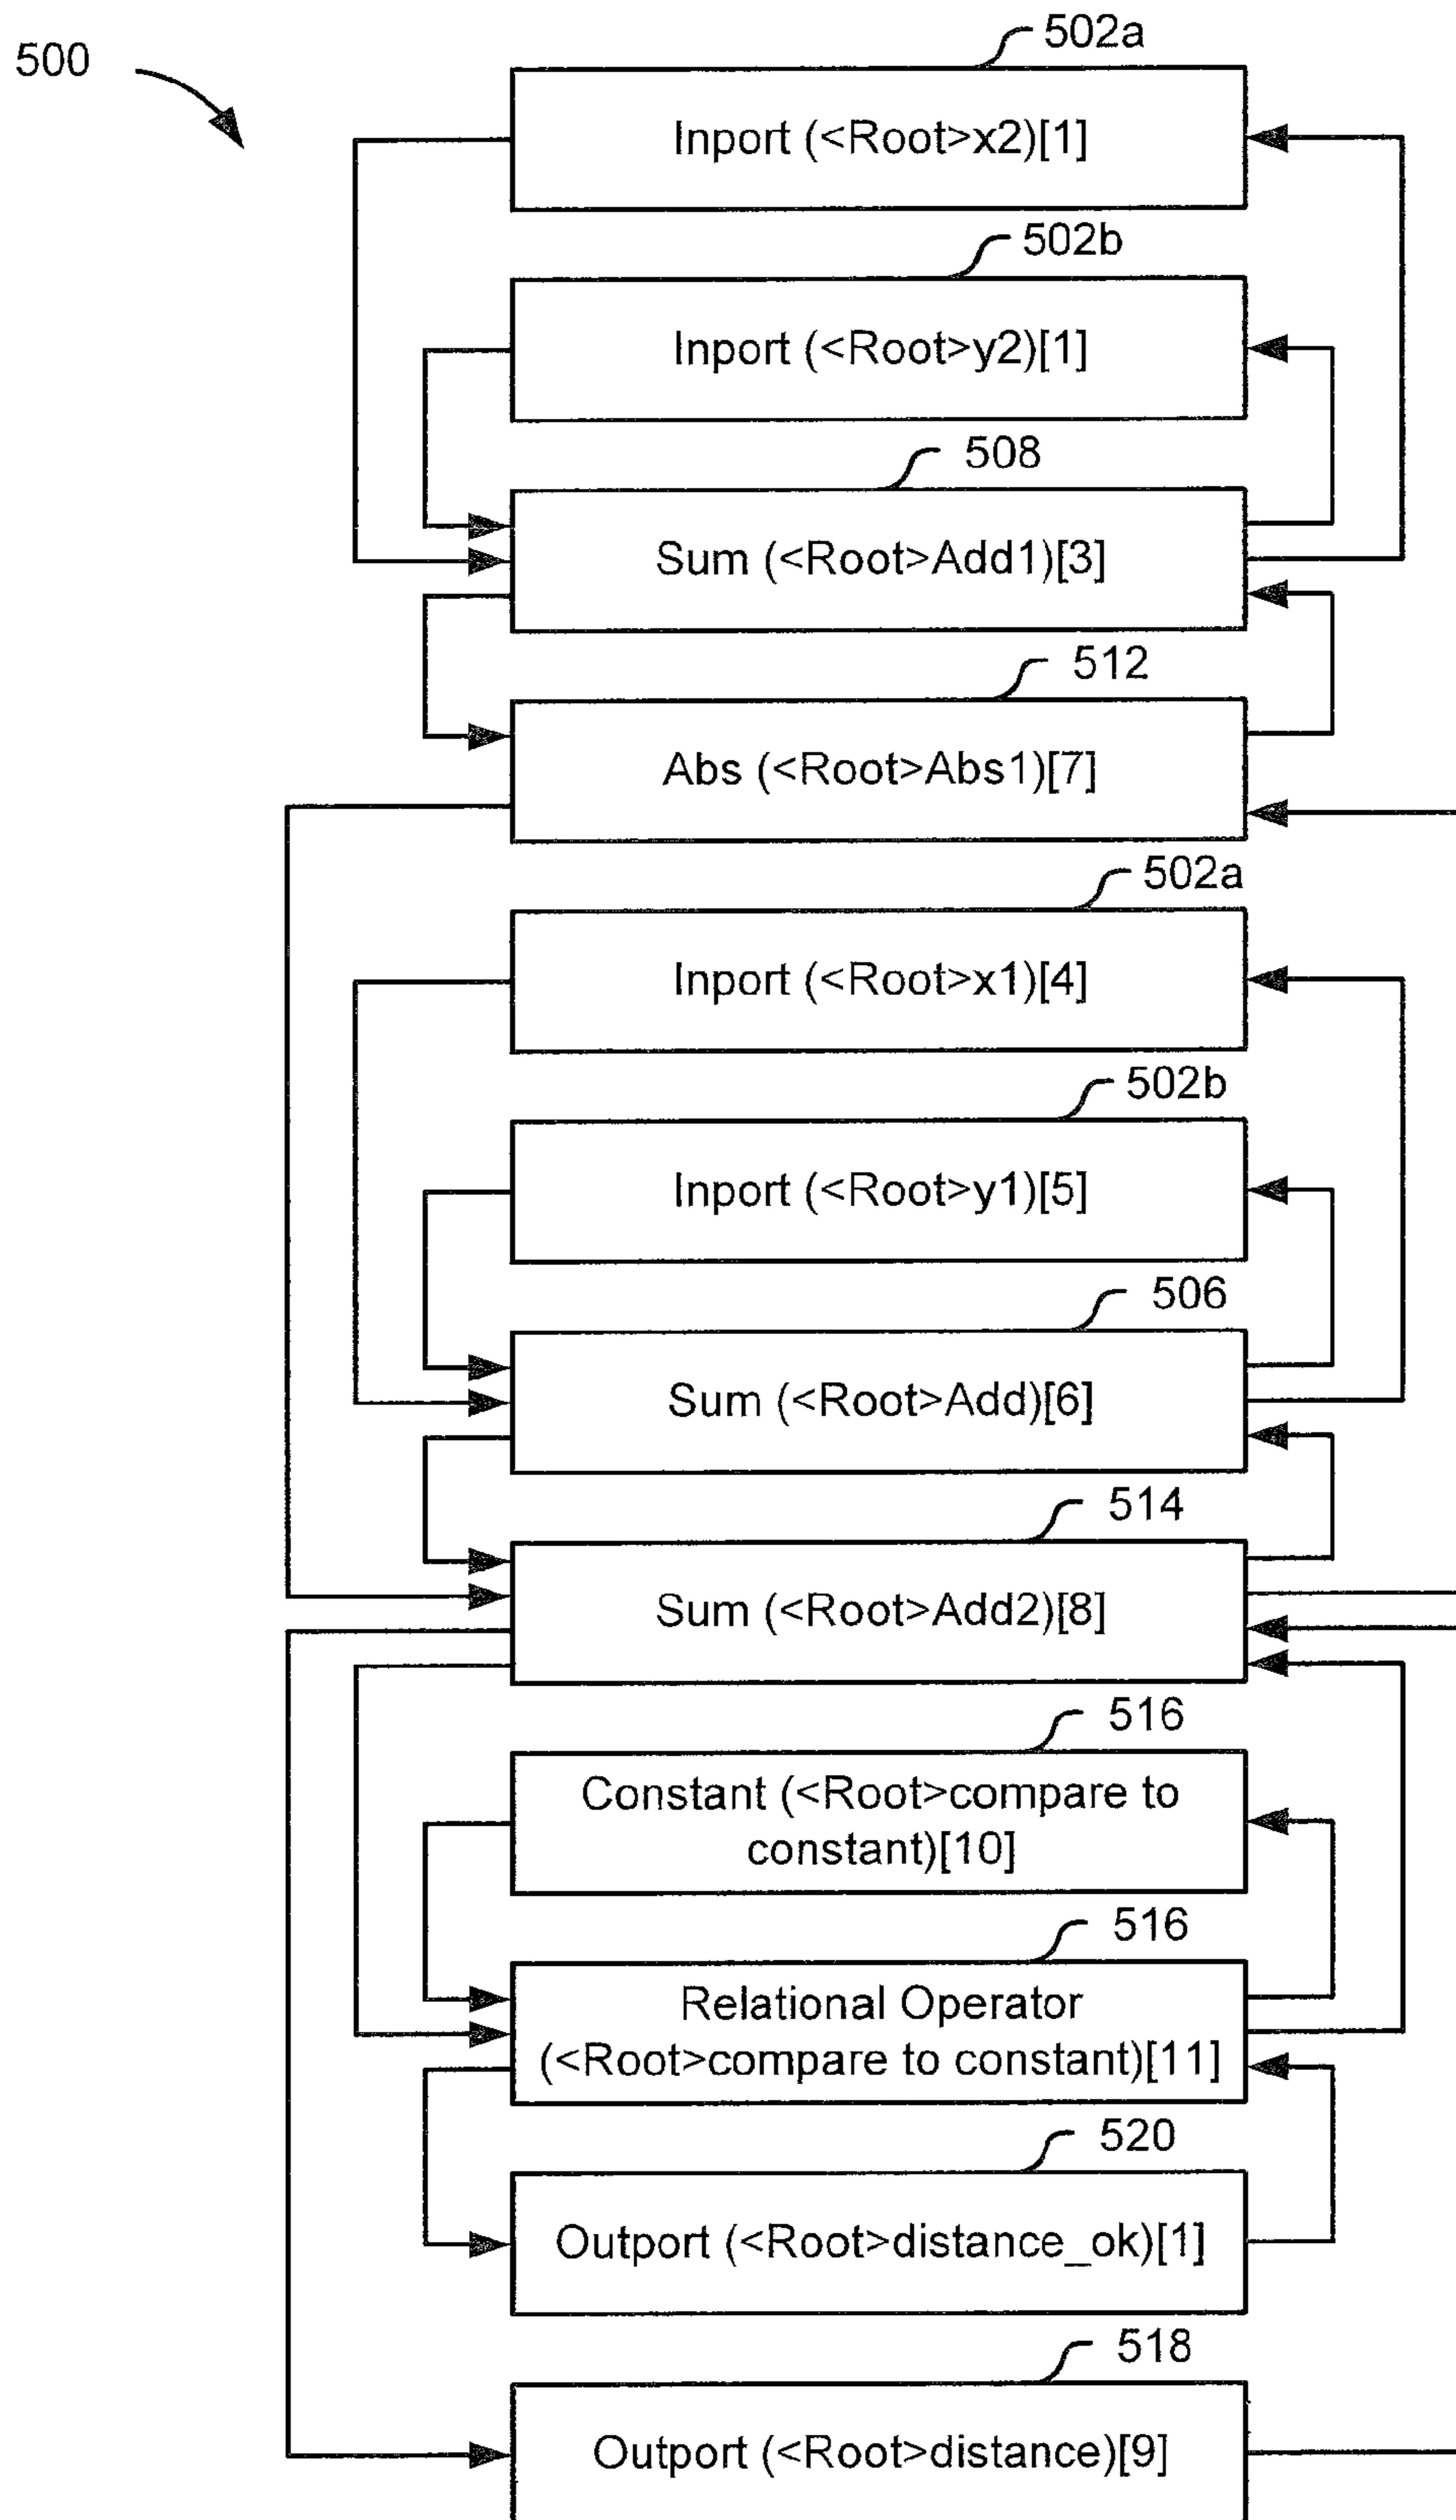 500
502a
Inport (<Root>x2)[1]
502b
Inport (<Root>y2)[1]
508
Sum (<Root>Add1)[3]
512
Abs (<Root>Abs1)[7]
502a
Inport (<Root>x1)[4]
502b
Inport (<Root>y1)[5]
506
Sum (<Root>Add)[6]
514
Sum (<Root>Add2)[8]
516
Constant (<Root>compare to
constant)[10]
516
Relational Operator
(<Root>compare to constant)[11]
520
Outport (<Root>distance_ok)[1]
518
Outport (<Root>distance)[9]